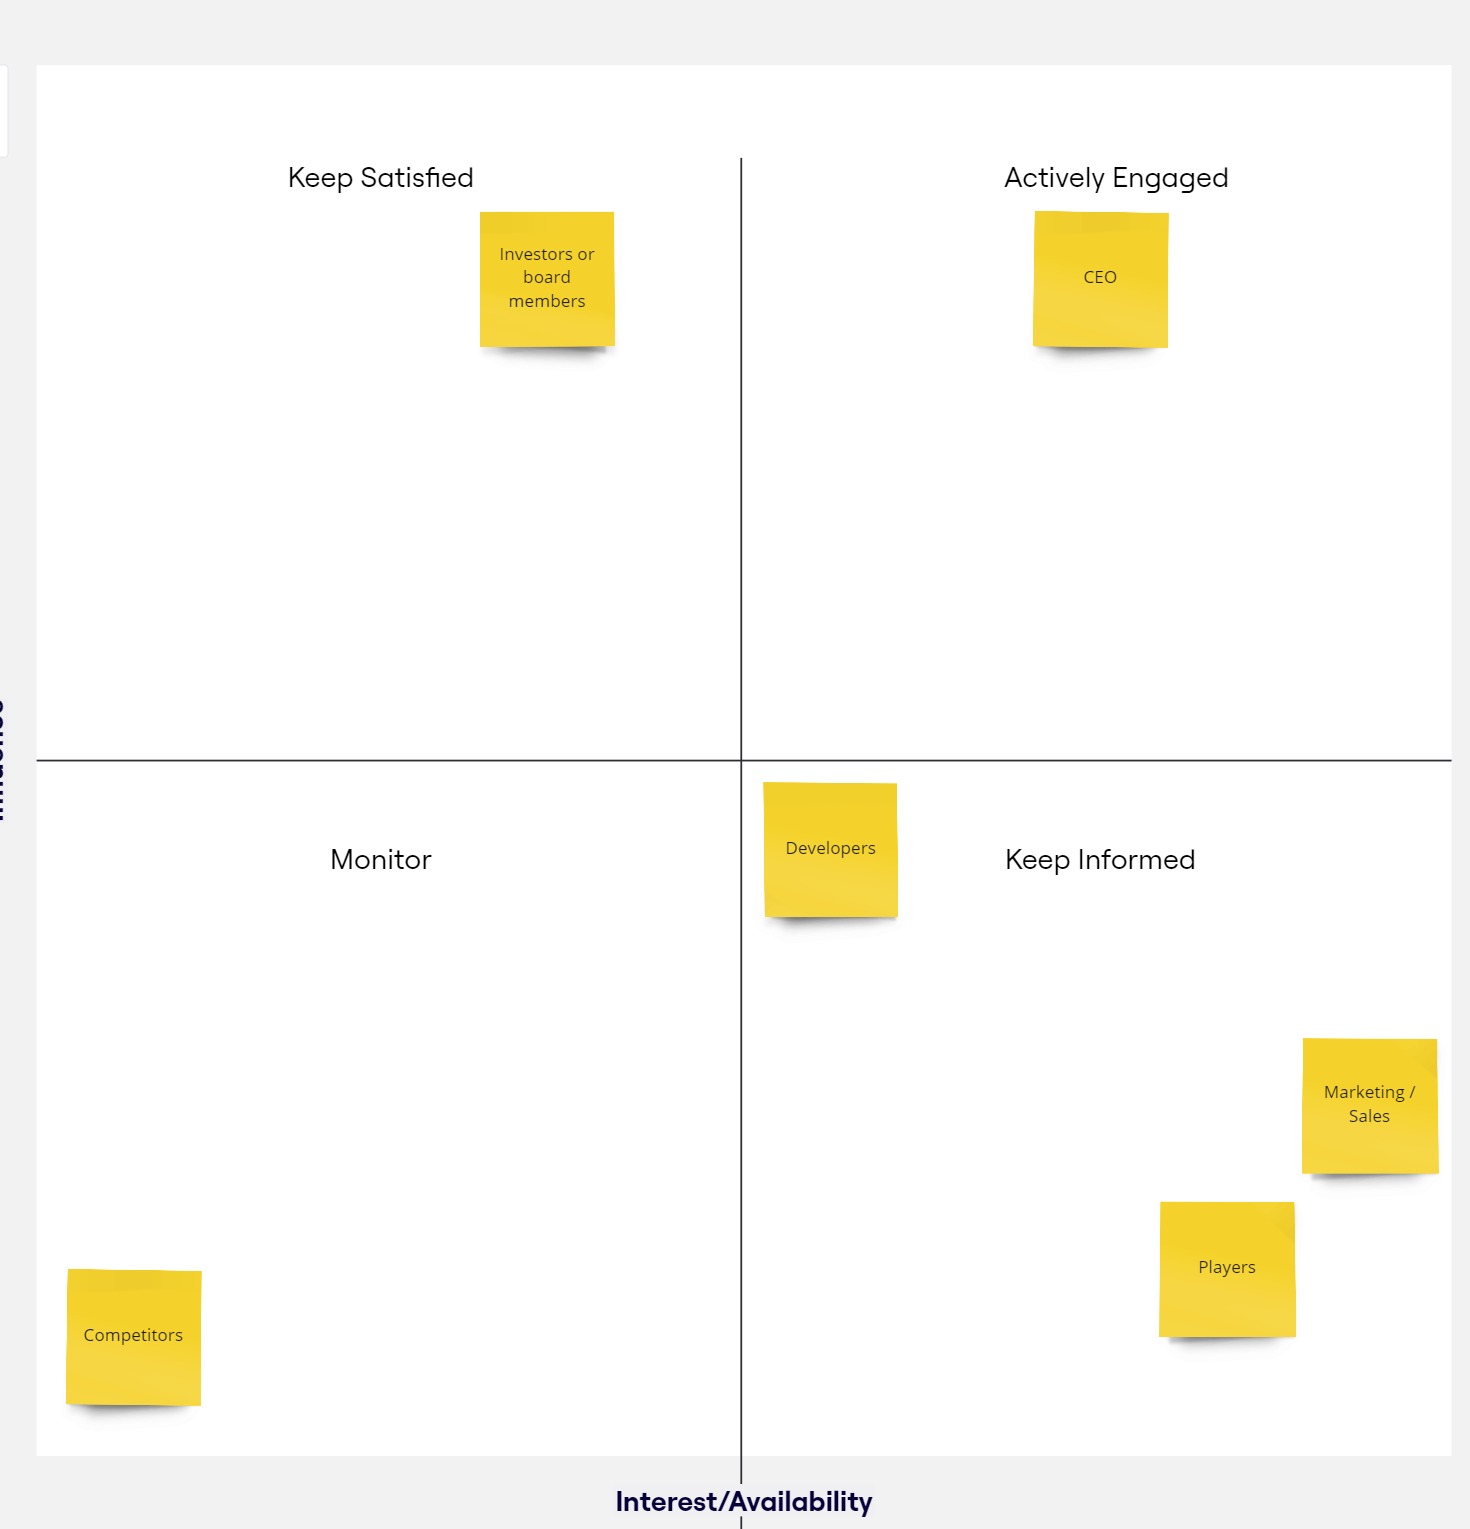 Keep Satisfied
Actively Engaged
Investors or
board
members
CEO
Monitor
Developers
Keep Informed
Marketing /
Sales
Players
Competitors
Interest/Availability